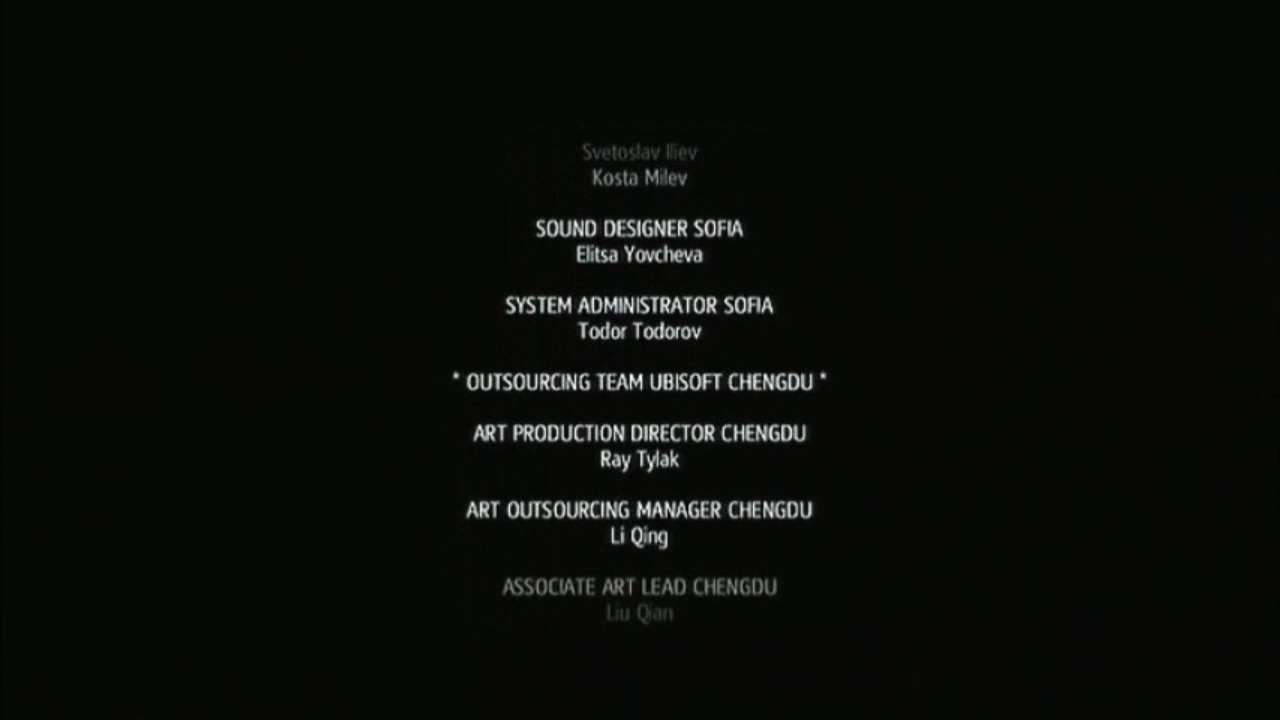 Svetoslav Iliev
Kosta Milev
SOUND DESIGNER SOFIA
Elitsa Yovcheva
SYSTEM ADMINISTRATOR SOFIA
Todor Todorov
* OUTSOURCING TEAM UBISOFT CHENGDU *
ART PRODUCTION DIRECTOR CHENGDU
Ray Tylak
ART OUTSOURCING MANAGER CHENGDU
Li Qing
ASSOCIATE ART LEAD CHENGDU
Liu Qian